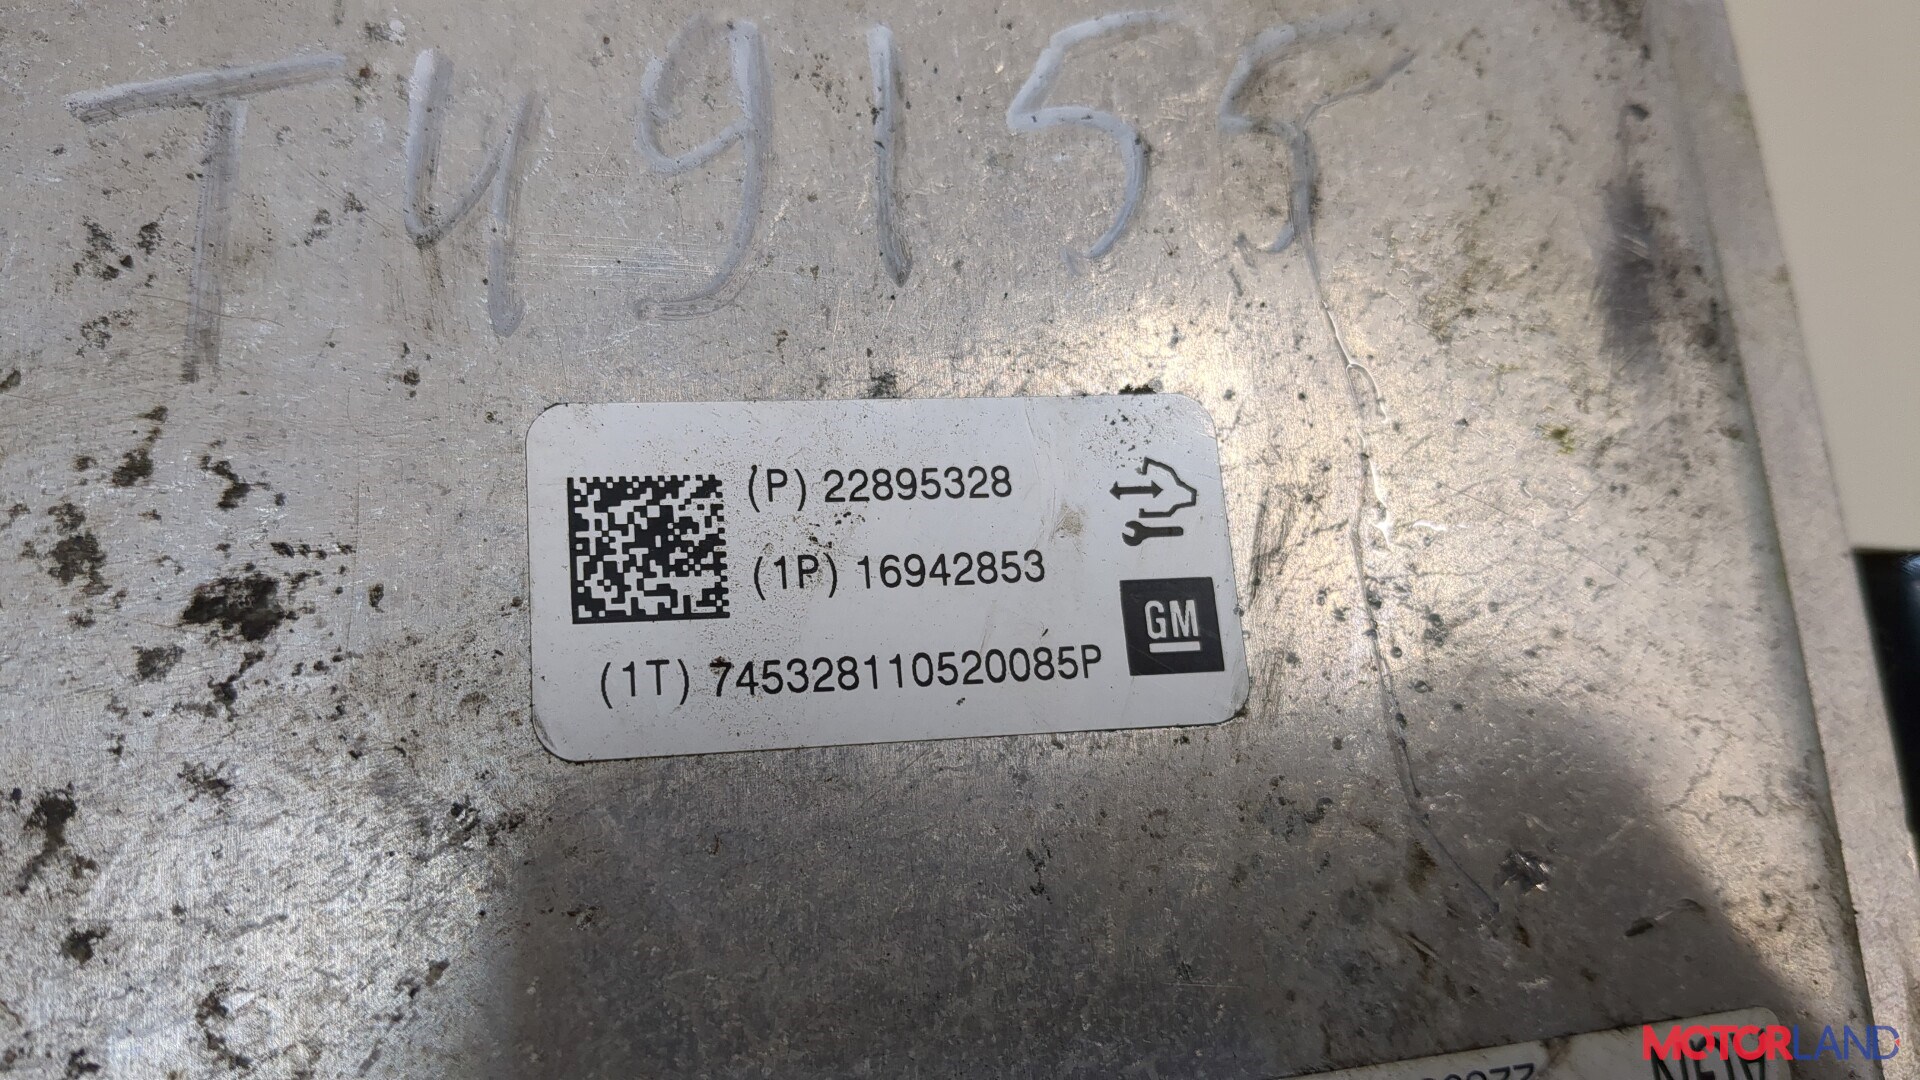 T49155
(P) 22895328
(1P) 16942853
GM
(1T) 745328110520085P
MOTORLAND